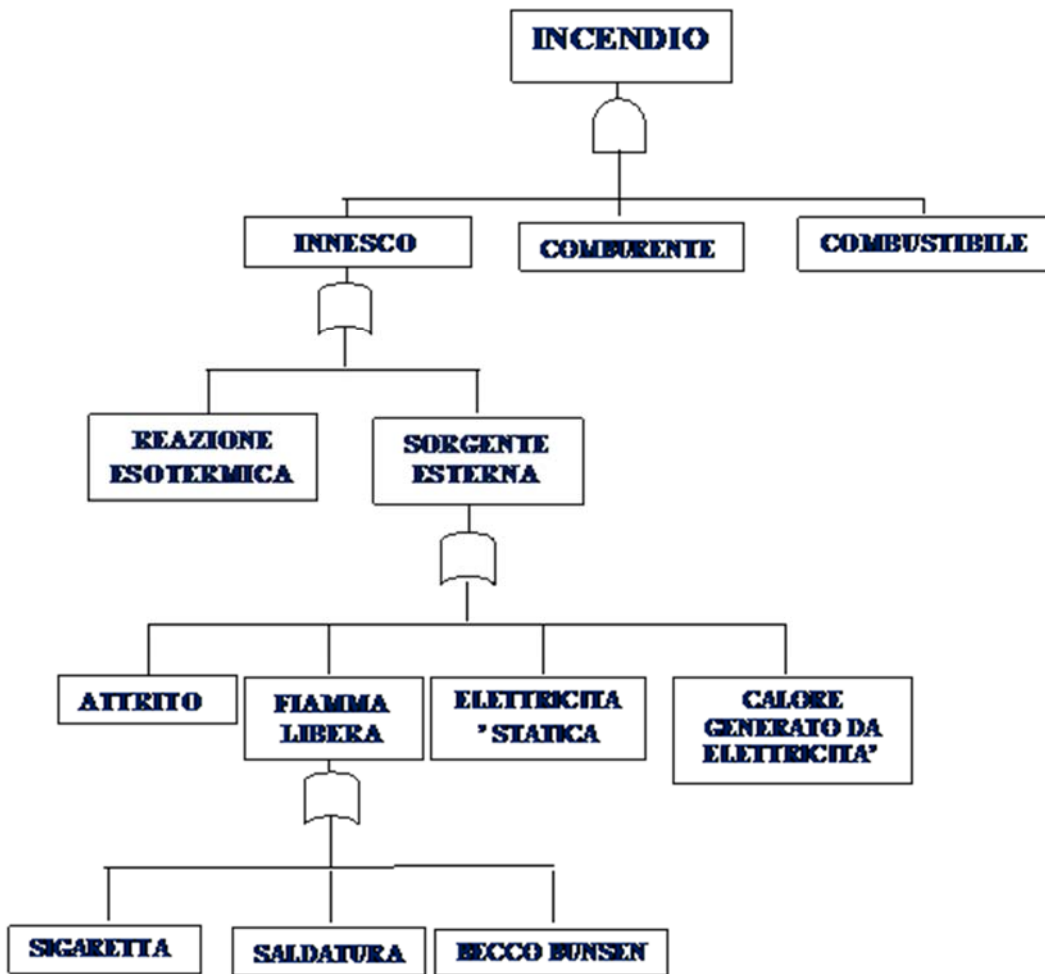 INCENDIO
INNESCO
COMBURENTE
COMBUSTIBILE
REAZIONE
ESOTERMICA
SORGENTE
ESTERNA
ATTRITO
FIAMMA
LIBERA
ELETTRICITA
' STATICA
CALORE
GENERATO DA
ELETTRICITA'
SIGARETTA
SALDATURA
BECCO BUNSEN